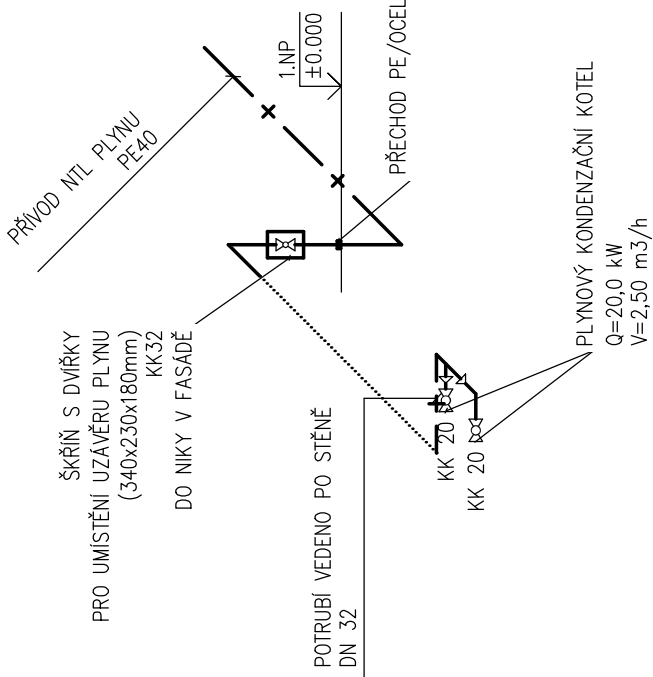 PŘÍVOD NTL PLYNU
PE40
1.NP
±0.000
PŘECHOD PE/OCEL
ŠKŘÍŇ S DVÍŘKY
PRO UMÍSTĚNÍ UZÁVĚRU PLYNU
(340x230x180mm)
KK32
DO NIKY V FASÁDĚ
POTRUBÍ VEDENO PO STĚNĚ
DN 32
KK 20
KK 20
PLYNOVÝ KONDENZAČNÍ KOTEL
Q=20,0 kW
V=2,50 m3/h